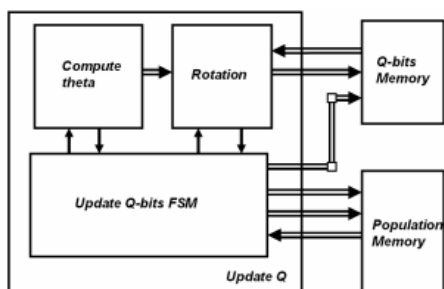 Compute
theta
Rotation
Q-bits
Memory
Update Q-bits FSM
Population
Memory
Update Q